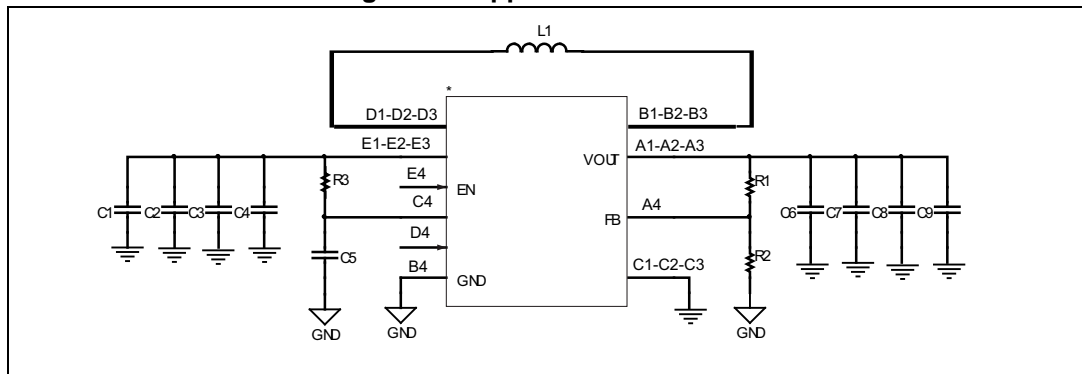 L1
*
D1-D2-D3
B1-B2-B3
E1-E2-E3
VOUT
A1-A2-A3
E4
EN
R3
R1
C1
C2
C3
C4
C4
FB
A4
C6
C7
C8
C9
D4
C5
R2
B4
GND
C1-C2-C3
GND
GND
GND